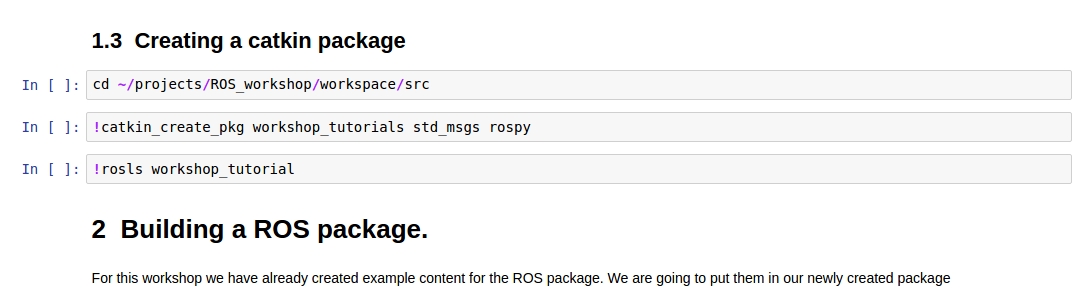 1.3 Creating a catkin package
In [ ]: cd ~/projects/ROS_workshop/workspace/src
In [ ]: !catkin_create_pkg workshop_tutorials std_msgs rospy
In [ ]: !rosls workshop_tutorial
2 Building a ROS package.
For this workshop we have already created example content for the ROS package. We are going to put them in our newly created package